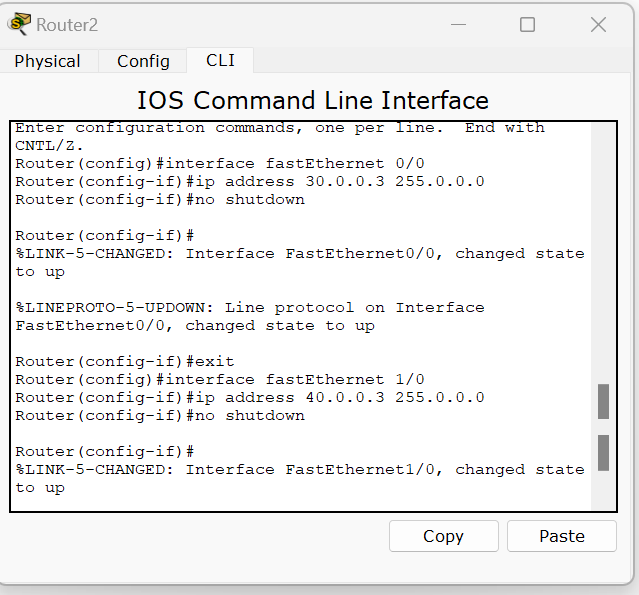 Router2
Physical Config CLI
IOS Command Line Interface
Enter configuration commands, one per line.  End with
CNTL/Z.
Router(config)#interface fastEthernet 0/0
Router(config-if)#ip address 30.0.0.3 255.0.0.0
Router(config-if)#no shutdown
Router(config-if)#
%LINK-5-CHANGED: Interface FastEthernet0/0, changed state
to up
%LINEPROTO-5-UPDOWN: Line protocol on Interface
FastEthernet0/0, changed state to up
Router(config-if)#exit
Router(config)#interface fastEthernet 1/0
Router(config-if)#ip address 40.0.0.3 255.0.0.0
Router(config-if)#no shutdown
Router(config-if)#
%LINK-5-CHANGED: Interface FastEthernet1/0, changed state
to up
Copy Paste